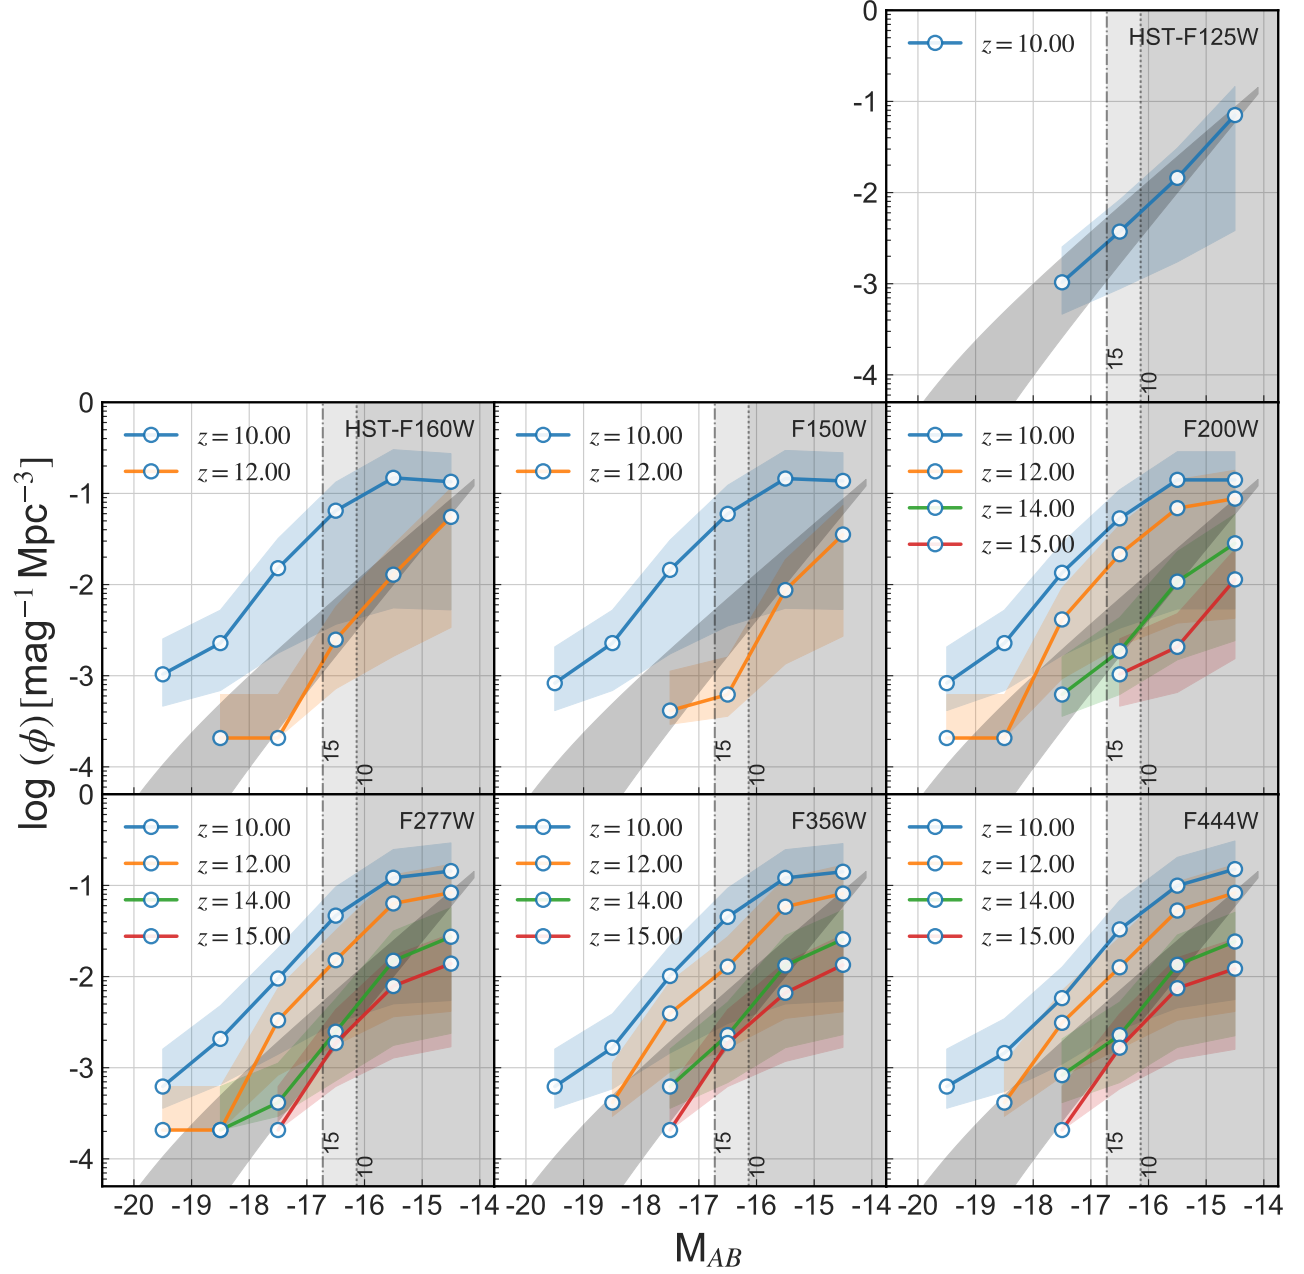 0
-1
-2
-3
-4
z = 10.00
HST-F125W
15
10
log (ϕ) [mag⁻¹ Mpc⁻³]
0
-1
-2
-3
-4
z = 10.00
z = 12.00
HST-F160W
15
10
z = 10.00
z = 12.00
F150W
15
10
z = 10.00
z = 12.00
z = 14.00
z = 15.00
F200W
15
10
0
-1
-2
-3
-4
z = 10.00
z = 12.00
z = 14.00
z = 15.00
F277W
15
10
z = 10.00
z = 12.00
z = 14.00
z = 15.00
F356W
15
10
z = 10.00
z = 12.00
z = 14.00
z = 15.00
F444W
15
10
-20 -19 -18 -17 -16 -15 -14
-20 -19 -18 -17 -16 -15 -14
-20 -19 -18 -17 -16 -15 -14
M_AB